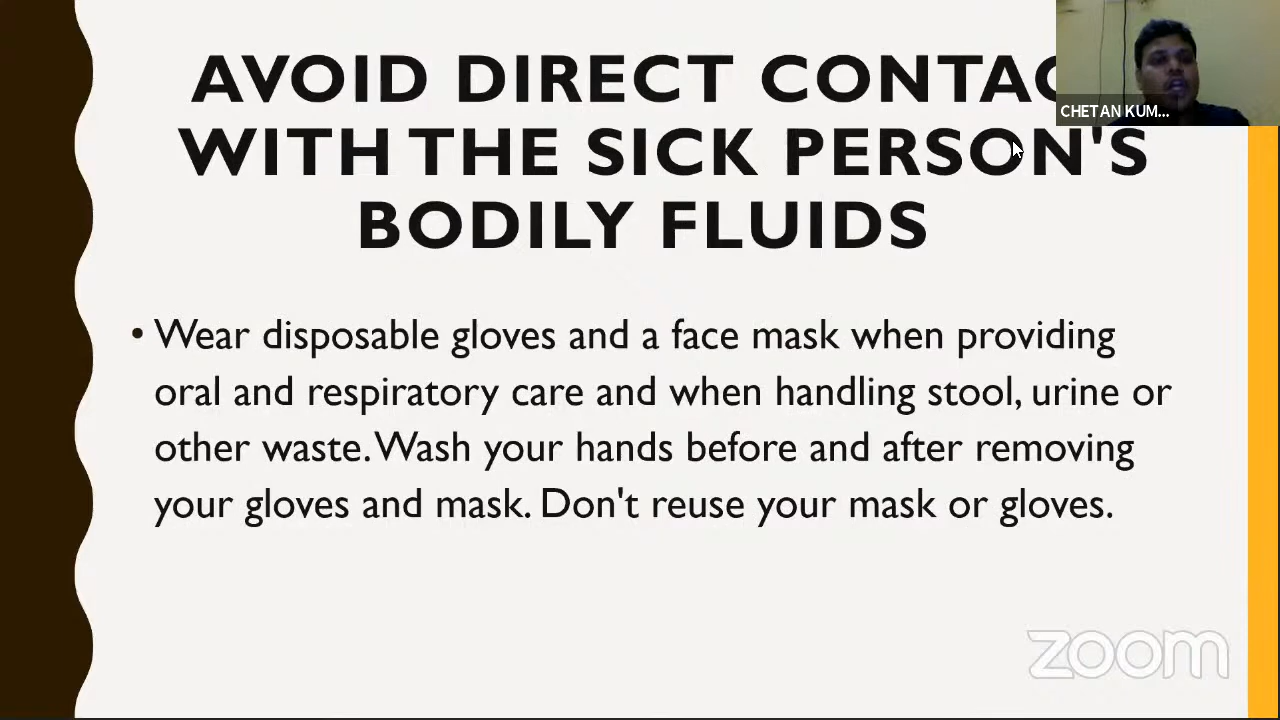 AVOID DIRECT
WITH THE SICK PERSON'S
BODILY FLUIDS
CHETAN KUM...
• Wear disposable gloves and a face mask when providing
oral and respiratory care and when handling stool, urine or
other waste. Wash your hands before and after removing
your gloves and mask. Don't reuse your mask or gloves.
zoom